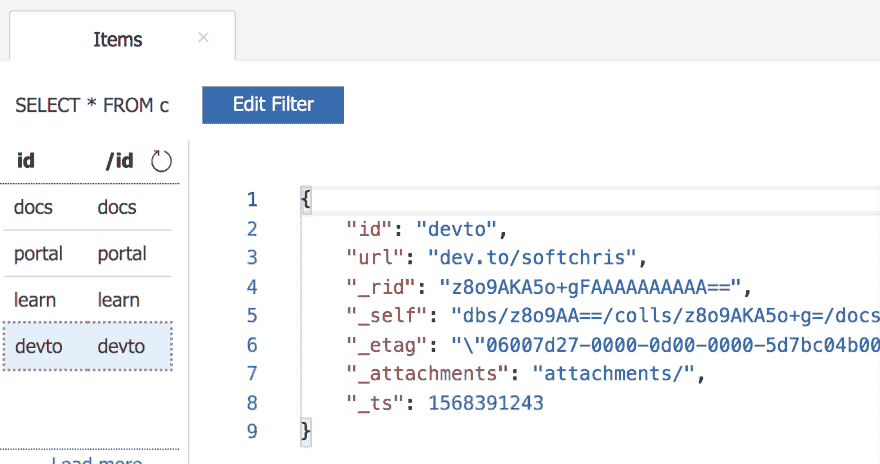 Items ×
SELECT * FROM c Edit Filter
id /id
docs docs
portal portal
learn learn
devto devto
Load more
1 {
2 "id": "devto",
3 "url": "dev.to/softchris",
4 "_rid": "z8o9AKA5o+gFAAAAAAAAAA==",
5 "_self": "dbs/z8o9AA==/colls/z8o9AKA5o+g=/docs
6 "_etag": "\"06007d27-0000-0d00-0000-5d7bc04b00
7 "_attachments": "attachments/",
8 "_ts": 1568391243
9 }